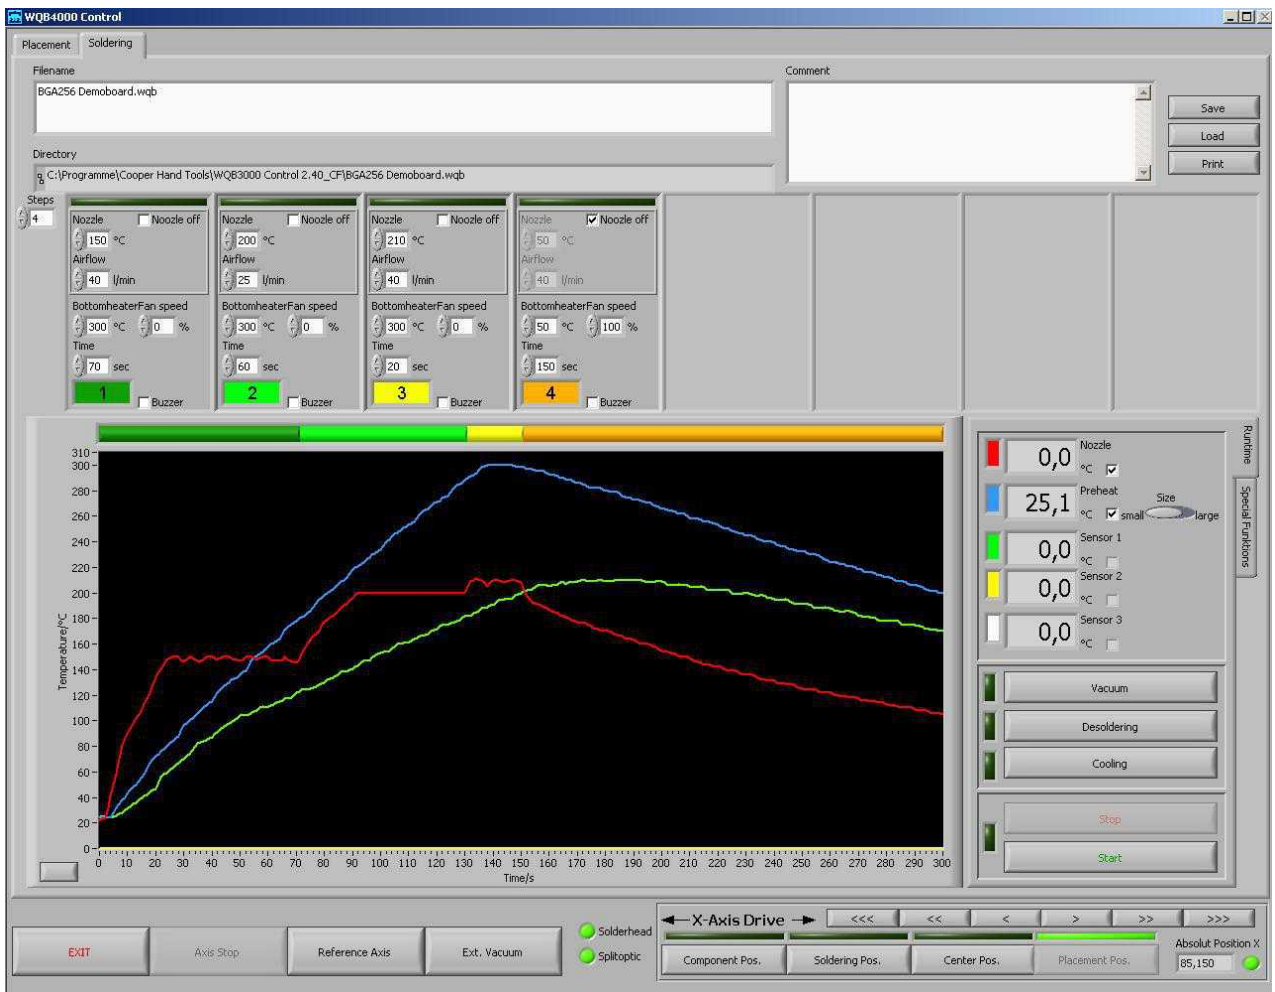 WQB4000 Control
Placement Soldering
Filename Comment
BGA256 Demoboard.wqb
Save
Load
Directory
Print
C:\Programme\Cooper Hand Tools\WQB3000 Control 2.40_CF\BGA256 Demoboard.wqb
Steps
4
Nozzle Noozle off Nozzle Noozle off Nozzle Noozle off Nozzle Noozle off
150 °C 200 °C 210 °C 50 °C
Airflow Airflow Airflow Airflow
40 l/min 25 l/min 40 l/min 40 l/min
BottomheaterFan speed BottomheaterFan speed BottomheaterFan speed BottomheaterFan speed
300 °C 0 % 300 °C 0 % 300 °C 0 % 50 °C 100 %
Time Time Time Time
70 sec 60 sec 20 sec 150 sec
1 Buzzer 2 Buzzer 3 Buzzer 4 Buzzer
310
300
280
260
240
220
200
180
160
140
120
100
80
60
40
20
0
Temperature/°C
0 10 20 30 40 50 60 70 80 90 100 110 120 130 140 150 160 170 180 190 200 210 220 230 240 250 260 270 280 290 300
Time/s
Runtime
Special Funktions
0,0 Nozzle
°C
25,1 Preheat
°C small Size large
0,0 Sensor 1
°C
0,0 Sensor 2
°C
0,0 Sensor 3
°C
Vacuum
Desoldering
Cooling
Stop
Start
EXIT Axis Stop Reference Axis Ext. Vacuum
Solderhead
Splitoptic
X-Axis Drive <<< << < > >> >>>
Component Pos. Soldering Pos. Center Pos. Placement Pos.
Absolut Position X
85,150